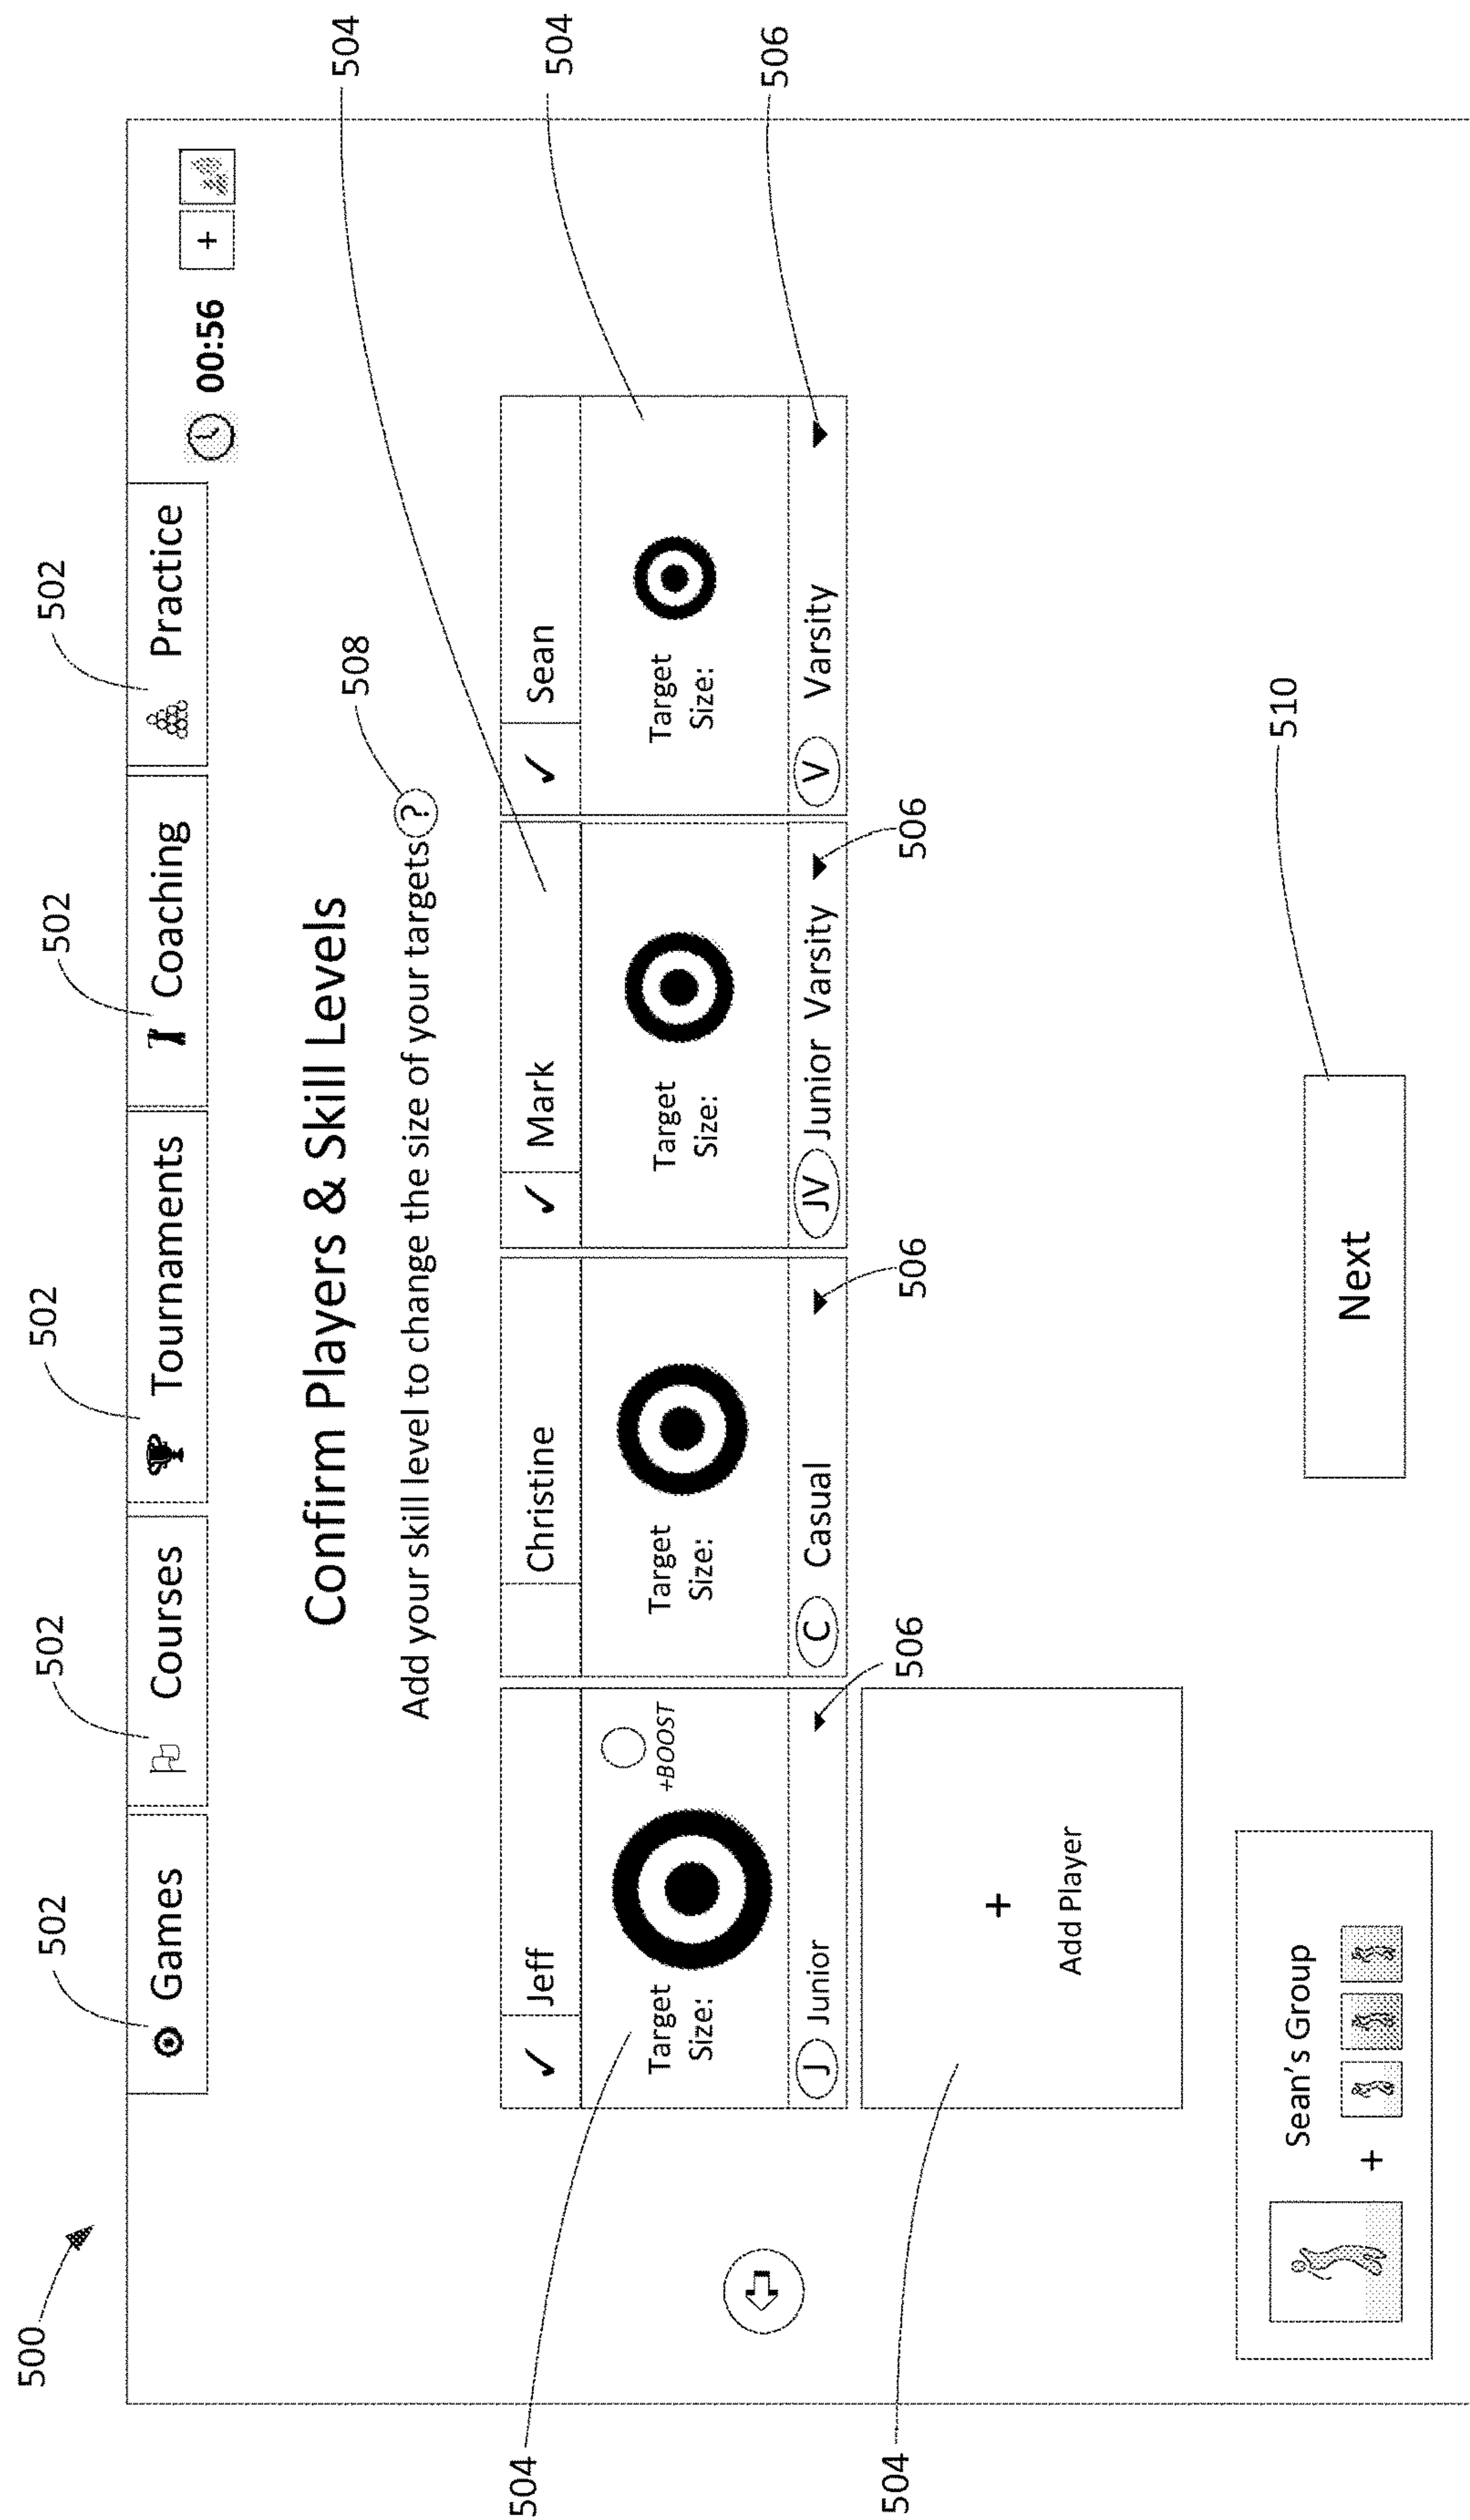 500
502
502
502
502
502
Games
Courses
Tournaments
Coaching
Practice
00:56
+
Confirm Players & Skill Levels
508
Add your skill level to change the size of your targets ?
504
504
506
✓ Jeff
Target
Size:
+BOOST
J Junior
506
Christine
Target
Size:
C Casual
506
✓ Mark
Target
Size:
JV Junior Varsity
506
✓ Sean
Target
Size:
V Varsity
504
504
+
Add Player
510
Next
Sean's Group
+